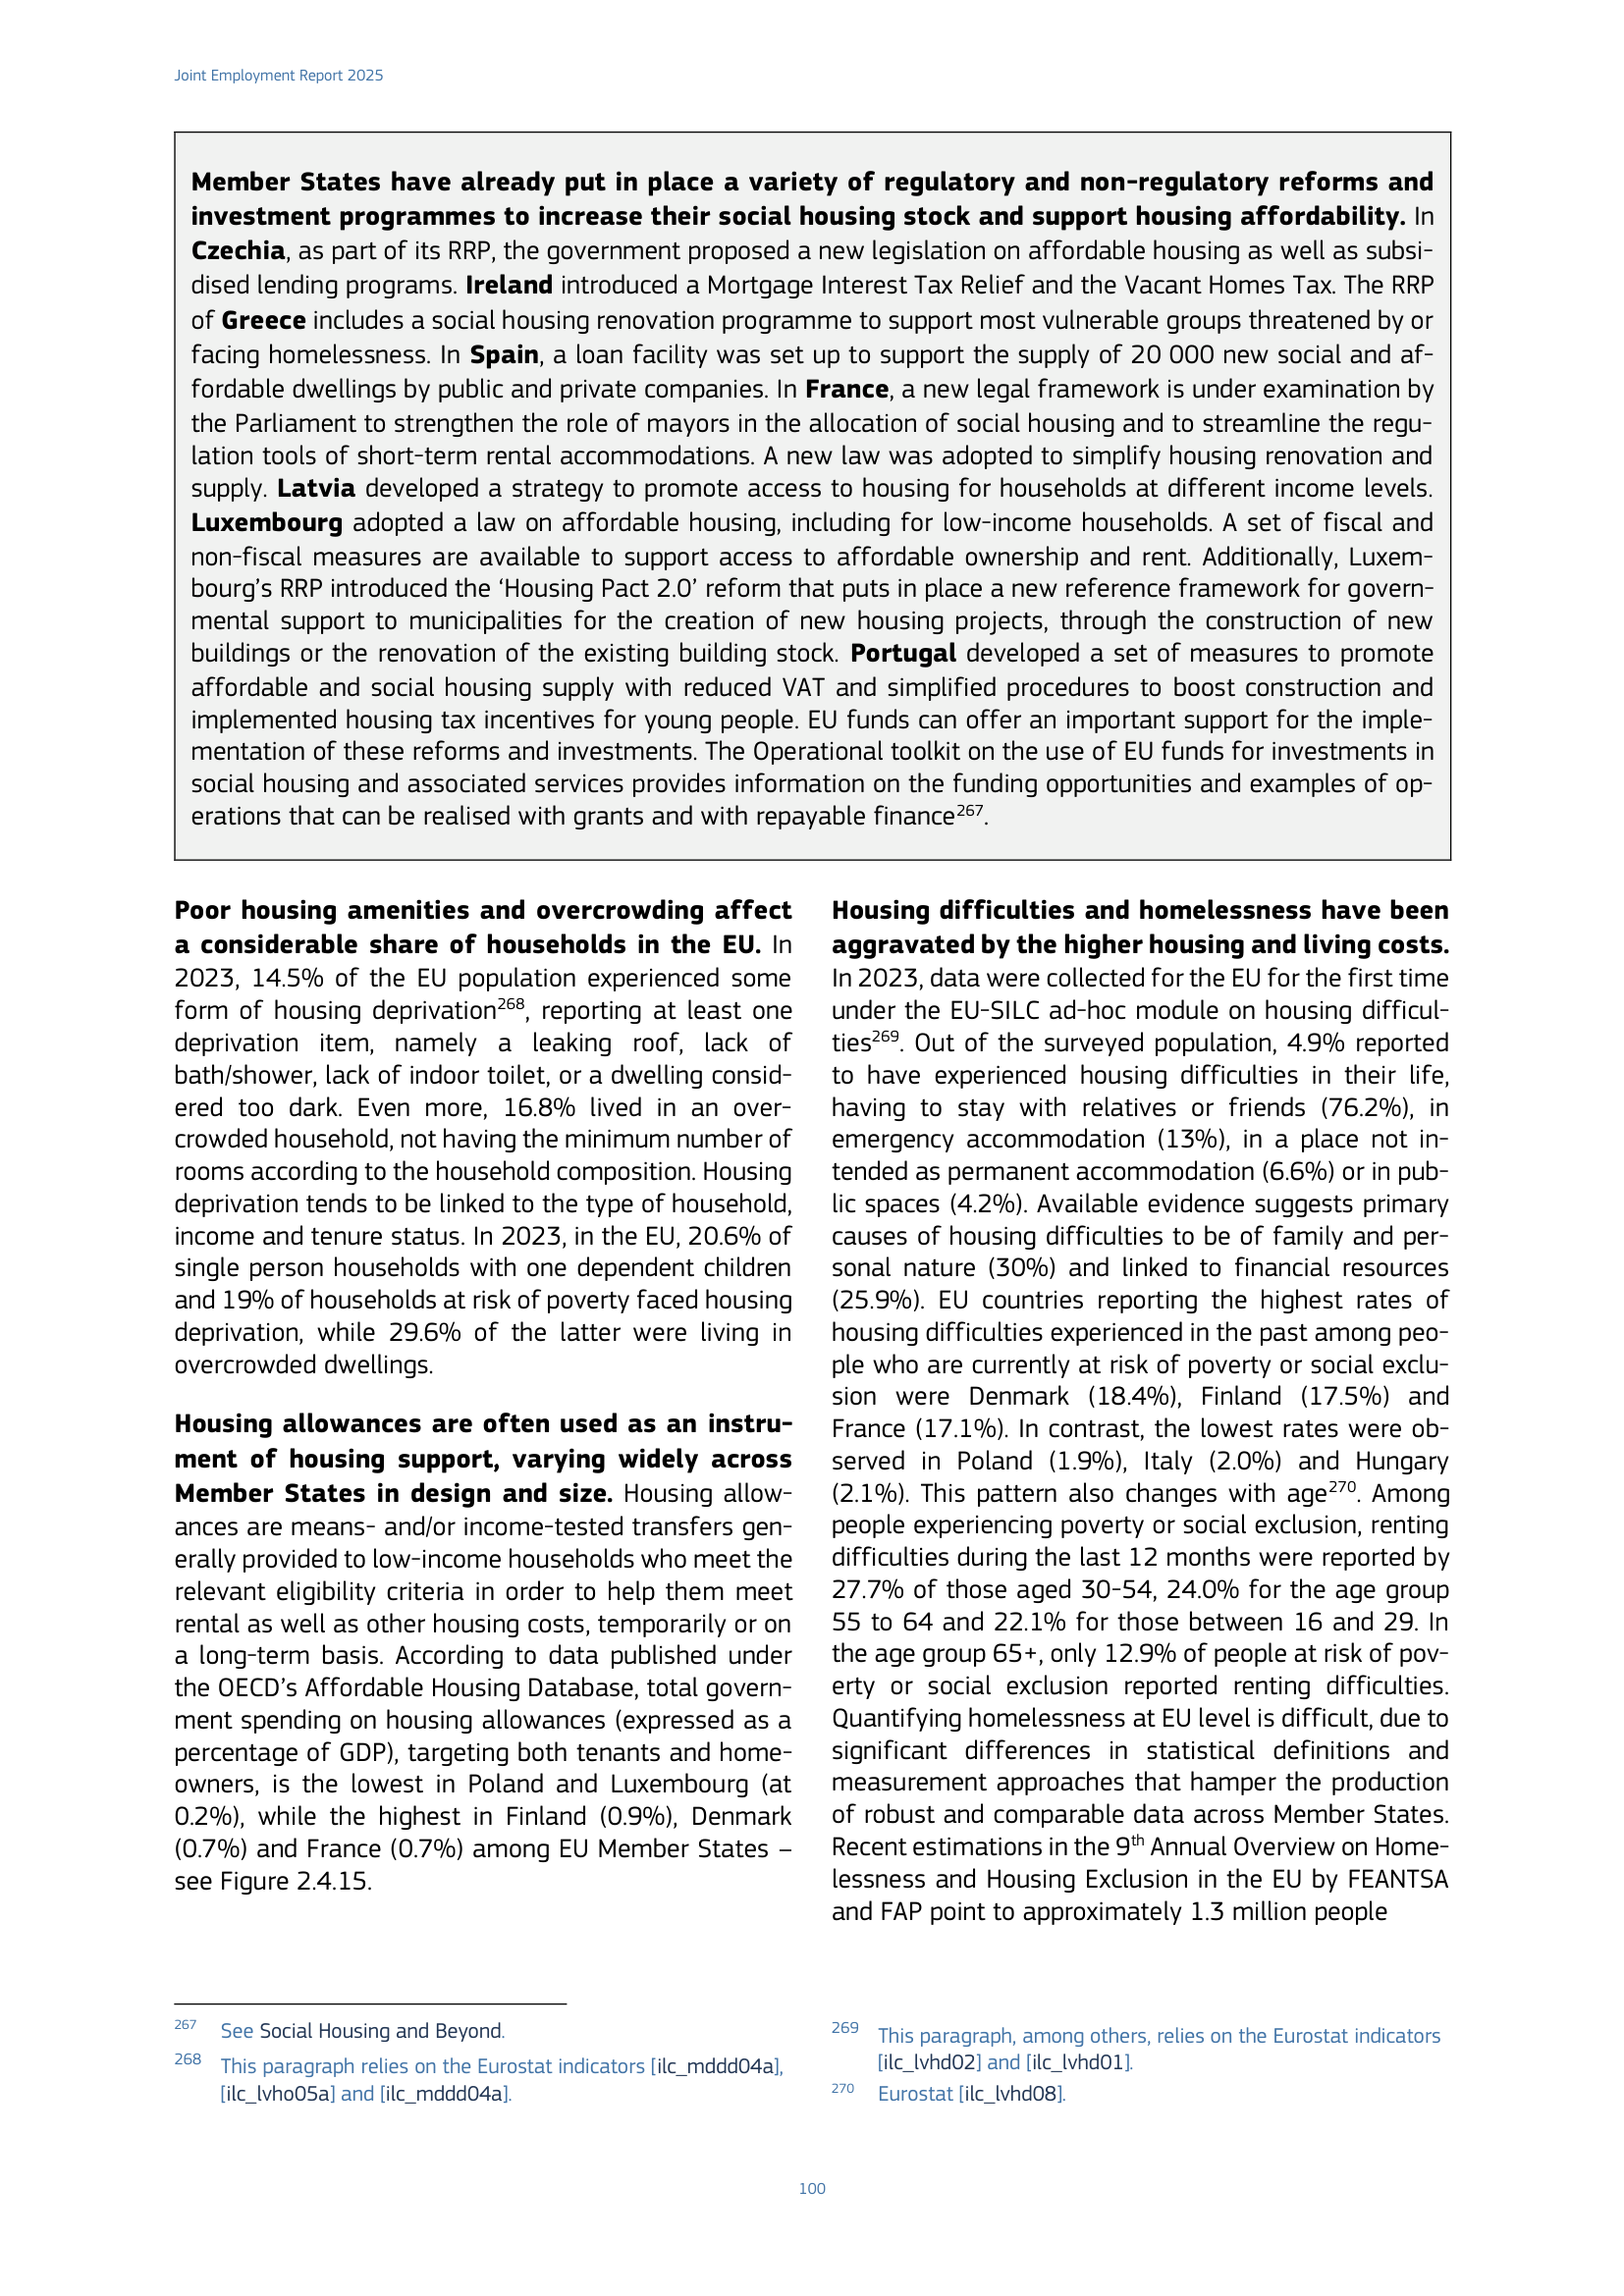 Joint Employment Report 2025
Member States have already put in place a variety of regulatory and non-regulatory reforms and
investment programmes to increase their social housing stock and support housing affordability. In
Czechia, as part of its RRP, the government proposed a new legislation on affordable housing as well as subsi-
dised lending programs. Ireland introduced a Mortgage Interest Tax Relief and the Vacant Homes Tax. The RRP
of Greece includes a social housing renovation programme to support most vulnerable groups threatened by or
facing homelessness. In Spain, a loan facility was set up to support the supply of 20 000 new social and af-
fordable dwellings by public and private companies. In France, a new legal framework is under examination by
the Parliament to strengthen the role of mayors in the allocation of social housing and to streamline the regu-
lation tools of short-term rental accommodations. A new law was adopted to simplify housing renovation and
supply. Latvia developed a strategy to promote access to housing for households at different income levels.
Luxembourg adopted a law on affordable housing, including for low-income households. A set of fiscal and
non-fiscal measures are available to support access to affordable ownership and rent. Additionally, Luxem-
bourg's RRP introduced the ‘Housing Pact 2.0’ reform that puts in place a new reference framework for govern-
mental support to municipalities for the creation of new housing projects, through the construction of new
buildings or the renovation of the existing building stock. Portugal developed a set of measures to promote
affordable and social housing supply with reduced VAT and simplified procedures to boost construction and
implemented housing tax incentives for young people. EU funds can offer an important support for the imple-
mentation of these reforms and investments. The Operational toolkit on the use of EU funds for investments in
social housing and associated services provides information on the funding opportunities and examples of op-
erations that can be realised with grants and with repayable finance267.
Poor housing amenities and overcrowding affect
a considerable share of households in the EU. In
2023, 14.5% of the EU population experienced some
form of housing deprivation268, reporting at least one
deprivation item, namely a leaking roof, lack of
bath/shower, lack of indoor toilet, or a dwelling consid-
ered too dark. Even more, 16.8% lived in an over-
crowded household, not having the minimum number of
rooms according to the household composition. Housing
deprivation tends to be linked to the type of household,
income and tenure status. In 2023, in the EU, 20.6% of
single person households with one dependent children
and 19% of households at risk of poverty faced housing
deprivation, while 29.6% of the latter were living in
overcrowded dwellings.
Housing allowances are often used as an instru-
ment of housing support, varying widely across
Member States in design and size. Housing allow-
ances are means- and/or income-tested transfers gen-
erally provided to low-income households who meet the
relevant eligibility criteria in order to help them meet
rental as well as other housing costs, temporarily or on
a long-term basis. According to data published under
the OECD's Affordable Housing Database, total govern-
ment spending on housing allowances (expressed as a
percentage of GDP), targeting both tenants and home-
owners, is the lowest in Poland and Luxembourg (at
0.2%), while the highest in Finland (0.9%), Denmark
(0.7%) and France (0.7%) among EU Member States –
see Figure 2.4.15.
Housing difficulties and homelessness have been
aggravated by the higher housing and living costs.
In 2023, data were collected for the EU for the first time
under the EU-SILC ad-hoc module on housing difficul-
ties269. Out of the surveyed population, 4.9% reported
to have experienced housing difficulties in their life,
having to stay with relatives or friends (76.2%), in
emergency accommodation (13%), in a place not in-
tended as permanent accommodation (6.6%) or in pub-
lic spaces (4.2%). Available evidence suggests primary
causes of housing difficulties to be of family and per-
sonal nature (30%) and linked to financial resources
(25.9%). EU countries reporting the highest rates of
housing difficulties experienced in the past among peo-
ple who are currently at risk of poverty or social exclu-
sion were Denmark (18.4%), Finland (17.5%) and
France (17.1%). In contrast, the lowest rates were ob-
served in Poland (1.9%), Italy (2.0%) and Hungary
(2.1%). This pattern also changes with age270. Among
people experiencing poverty or social exclusion, renting
difficulties during the last 12 months were reported by
27.7% of those aged 30-54, 24.0% for the age group
55 to 64 and 22.1% for those between 16 and 29. In
the age group 65+, only 12.9% of people at risk of pov-
erty or social exclusion reported renting difficulties.
Quantifying homelessness at EU level is difficult, due to
significant differences in statistical definitions and
measurement approaches that hamper the production
of robust and comparable data across Member States.
Recent estimations in the 9th Annual Overview on Home-
lessness and Housing Exclusion in the EU by FEANTSA
and FAP point to approximately 1.3 million people
267 See Social Housing and Beyond.
268 This paragraph relies on the Eurostat indicators [ilc_mddd04a],
[ilc_lvho05a] and [ilc_mddd04a].
269 This paragraph, among others, relies on the Eurostat indicators
[ilc_lvhd02] and [ilc_lvhd01].
270 Eurostat [ilc_lvhd08].
100